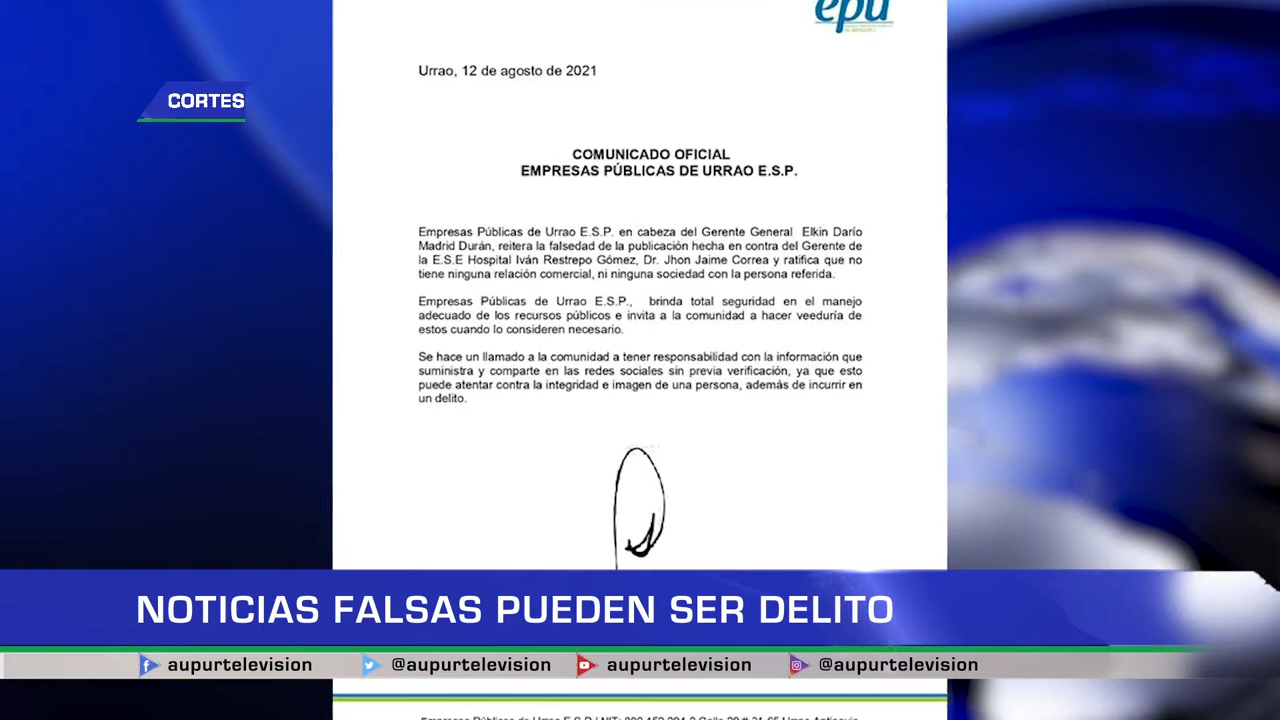 epu
Urrao, 12 de agosto de 2021
CORTES
COMUNICADO OFICIAL
EMPRESAS PÚBLICAS DE URRAO E.S.P.
Empresas Públicas de Urrao E.S.P. en cabeza del Gerente General Elkin Darío
Madrid Durán, reitera la falsedad de la publicación hecha en contra del Gerente de
la E.S.E Hospital Iván Restrepo Gómez, Dr. Jhon Jaime Correa y ratifica que no
tiene ninguna relación comercial, ni ninguna sociedad con la persona referida.
Empresas Públicas de Urrao E.S.P., brinda total seguridad en el manejo
adecuado de los recursos públicos e invita a la comunidad a hacer veeduría de
estos cuando lo consideren necesario.
Se hace un llamado a la comunidad a tener responsabilidad con la información que
suministra y comparte en las redes sociales sin previa verificación, ya que esto
puede atentar contra la integridad e imagen de una persona, además de incurrir en
un delito.
NOTICIAS FALSAS PUEDEN SER DELITO
aupurtelevision @aupurtelevision aupurtelevision @aupurtelevision
Empresas Públicas de Urrao E.S.P